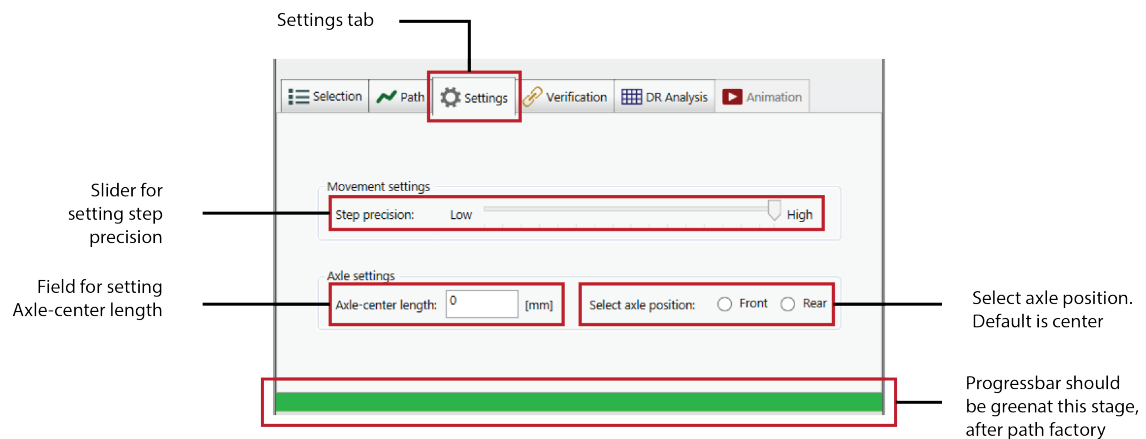 Settings tab
Selection Path Settings Verification DR Analysis Animation
Slider for
setting step
precision
Movement settings
Step precision: Low High
Field for setting
Axle-center length
Axle settings
Axle-center length: 0 [mm] Select axle position: Front Rear
Select axle position.
Default is center
Progressbar should
be greenat this stage,
after path factory